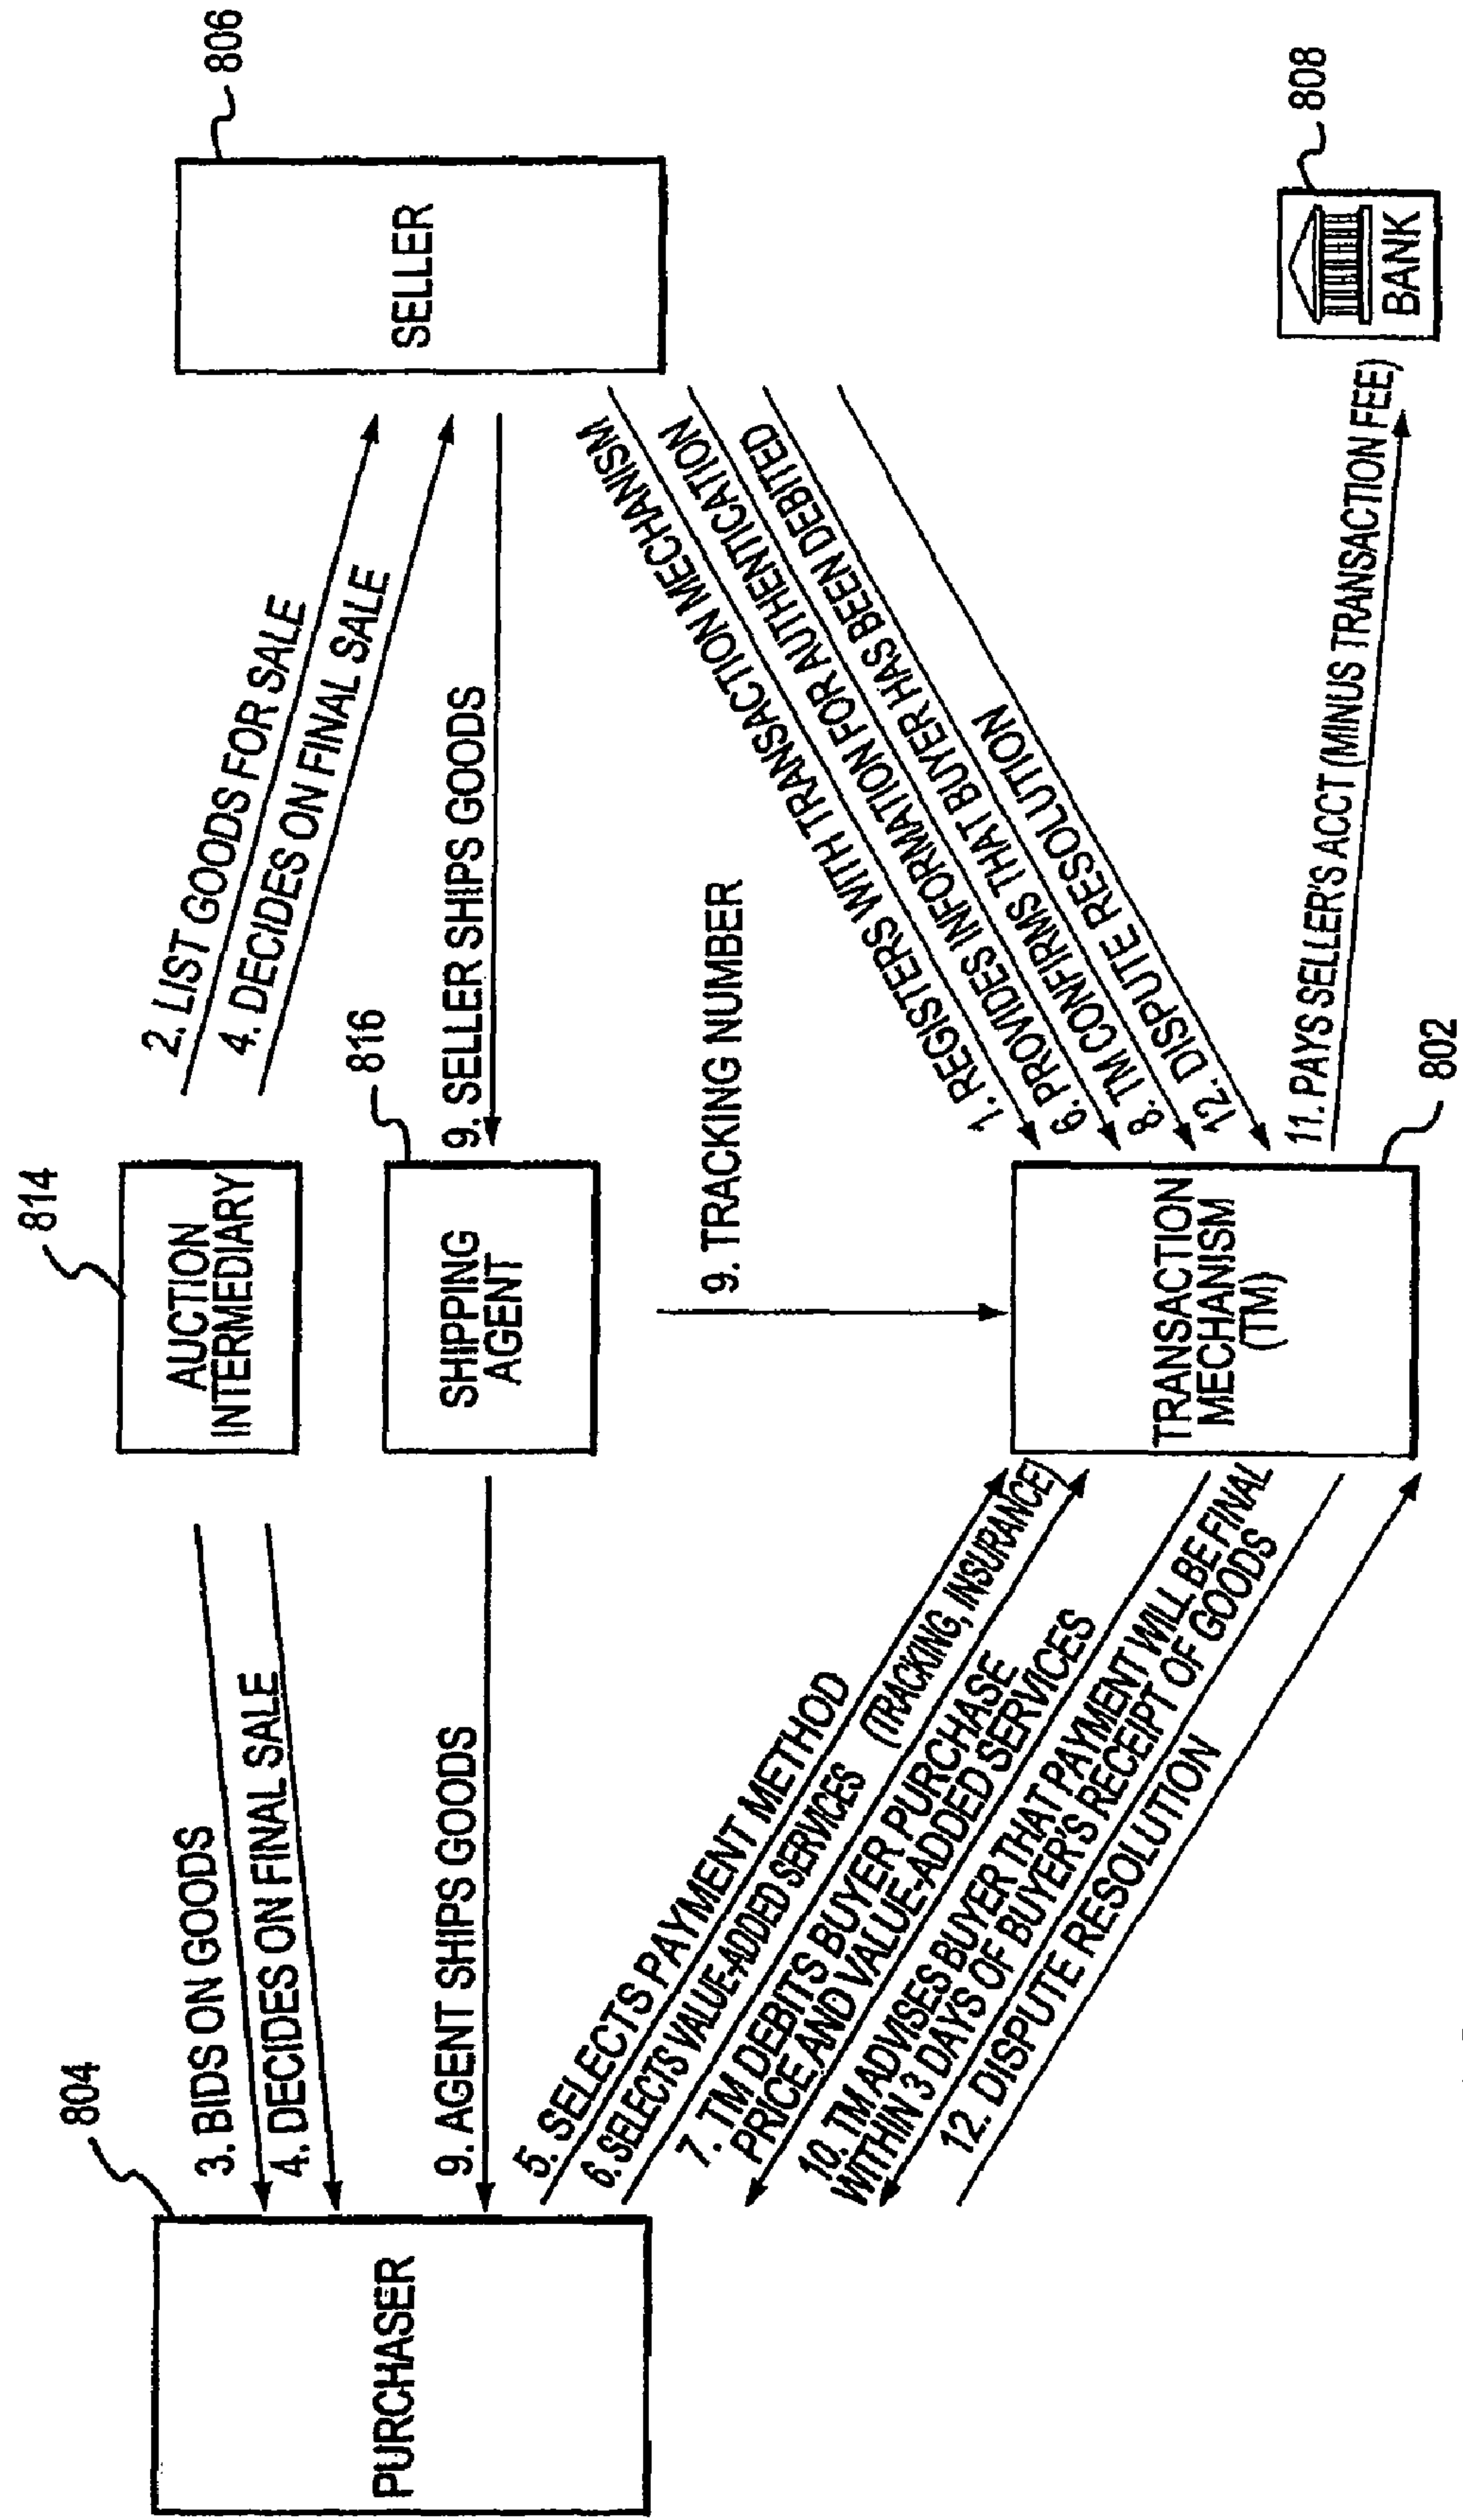 814
806
804
AUCTION
INTERMEDIARY
2. LIST GOODS FOR SALE
4. DECIDES ON FINAL SALE
3. BIDS ON GOODS
4. DECIDES ON FINAL SALE
816
PURCHASER
SHIPPING
AGENT
SELLER
9. AGENT SHIPS GOODS
9. SELLER SHIPS GOODS
9. TRACKING NUMBER
5. SELECTS PAYMENT METHOD
6. SELECTS VALUE-ADDED SERVICES (TRACKING, INSURANCE)
7. TM DEBITS BUYER PURCHASE
PRICE AND VALUE-ADDED SERVICES
10. TM ADVISES BUYER THAT PAYMENT WILL BE FINAL
WITHIN 3 DAYS OF BUYER'S RECEIPT OF GOODS
12. DISPUTE RESOLUTION
1. REGISTERS WITH TRANSACTION MECHANISM
6. PROVIDES INFORMATION FOR AUTHENTICATION
8. TM CONFIRMS THAT BUYER HAS BEEN DEBITED
12. DISPUTE RESOLUTION
TRANSACTION
MECHANISM
(TM)
11. PAYS SELLER'S ACCT (MINUS TRANSACTION FEE)
808
BANK
802